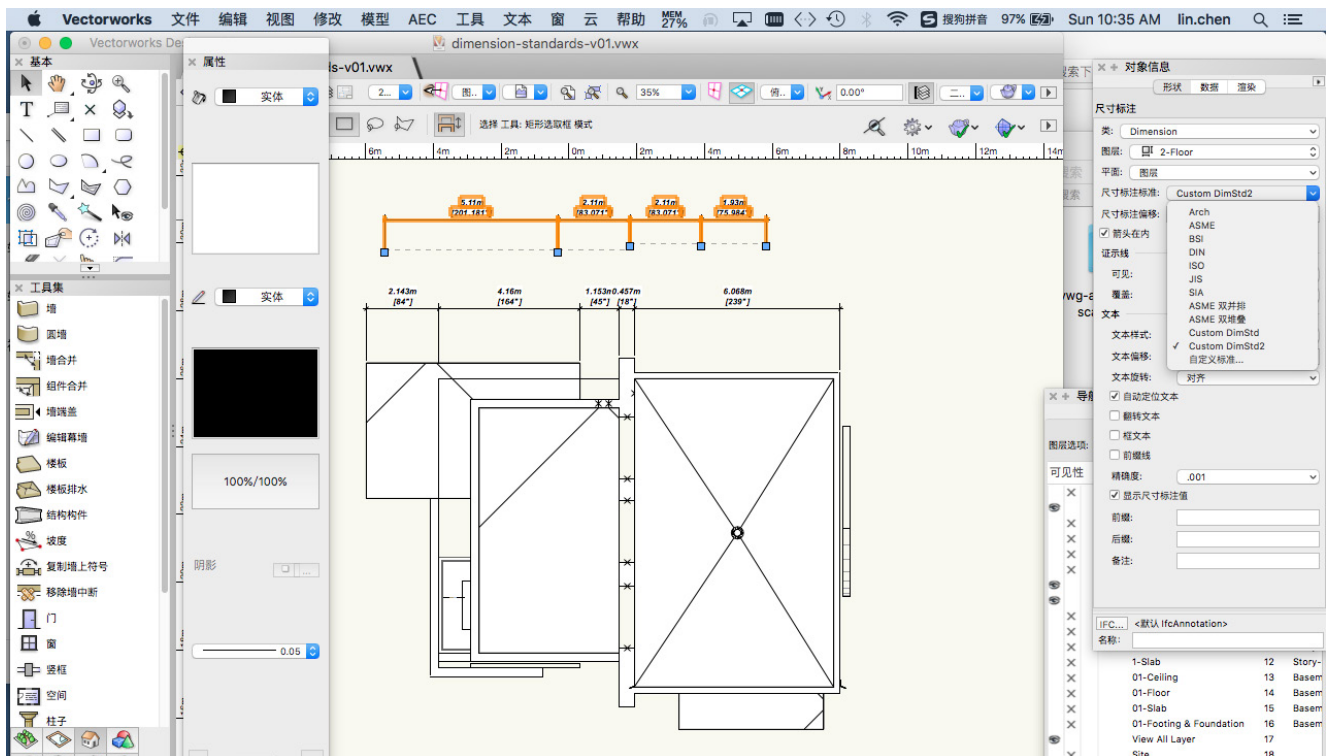 Vectorworks 文件 编辑 视图 修改 模型 AEC 工具 文本 窗 云 帮助 MEM 27% 搜狗拼音 97% Sun 10:35 AM lin.chen
Vectorworks De
dimension-standards-v01.vwx
基本
工具集
墙
圆墙
墙合并
组件合并
墙端盖
编辑幕墙
楼板
楼板排水
结构构件
坡度
复制墙上符号
移除墙中断
门
窗
竖框
空间
柱子
属性
实体
实体
100%/100%
阴影
...
0.05
ds-v01.vwx
2... 图.. 35% 俯.. 0.00° 二..
选择 工具: 矩形选取框 模式
6m 4m 2m 0m 2m 4m 6m 8m 10m 12m 14m
5.11m 2.11m 2.11m 1.93m
[201.181"] [83.071"] [83.071"] [75.984"]
2.143m 4.16m 1.153m 0.457m 6.068m
[84"] [164"] [45"] [18"] [239"]
对象信息
形状 数据 渲染
尺寸标注
类: Dimension
图层: 2-Floor
平面: 图层
尺寸标注标准: Custom DimStd2
尺寸标注偏移:
箭头在内
证示线
可见:
覆盖:
文本
文本样式:
文本偏移:
Arch
ASME
BSI
DIN
ISO
JIS
SIA
ASME 双并排
ASME 双堆叠
Custom DimStd
✓ Custom DimStd2
自定义标准...
文本旋转: 对齐
自动定位文本
翻转文本
框文本
前缀线
精确度: .001
显示尺寸标注值
前缀:
后缀:
备注:
IFC... <默认 IfcAnnotation>
名称:
图层选项:
可见性
1-Slab 12 Story-
01-Ceiling 13 Basem
01-Floor 14 Basem
01-Slab 15 Basem
01-Footing & Foundation 16 Basem
View All Layer 17
Site 18